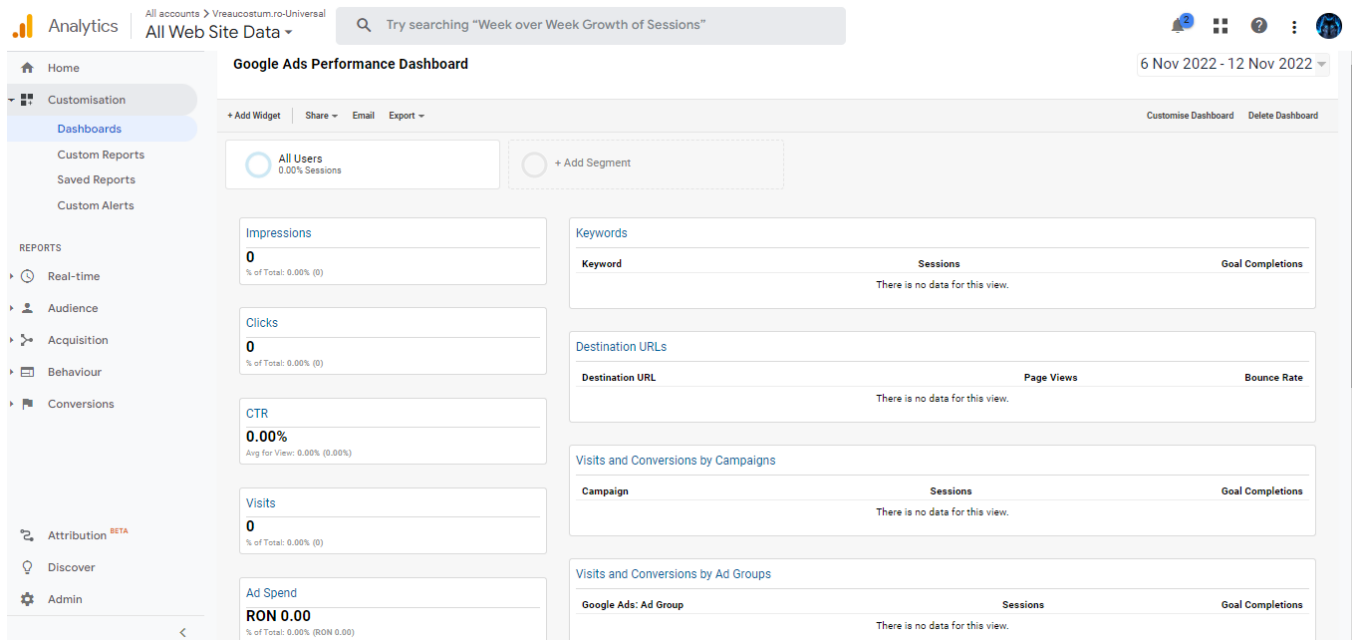 Analytics
All accounts > Vreaucostum.ro-Universal
All Web Site Data
Try searching “Week over Week Growth of Sessions”
2
Home
Customisation
Dashboards
Custom Reports
Saved Reports
Custom Alerts
REPORTS
Real-time
Audience
Acquisition
Behaviour
Conversions
Attribution BETA
Discover
Admin
Google Ads Performance Dashboard
6 Nov 2022 - 12 Nov 2022
+ Add Widget Share Email Export Customise Dashboard Delete Dashboard
All Users
0.00% Sessions
+ Add Segment
Impressions
0
% of Total: 0.00% (0)
Clicks
0
% of Total: 0.00% (0)
CTR
0.00%
Avg for View: 0.00% (0.00%)
Visits
0
% of Total: 0.00% (0)
Ad Spend
RON 0.00
% of Total: 0.00% (RON 0.00)
Keywords
Keyword Sessions Goal Completions
There is no data for this view.
Destination URLs
Destination URL Page Views Bounce Rate
There is no data for this view.
Visits and Conversions by Campaigns
Campaign Sessions Goal Completions
There is no data for this view.
Visits and Conversions by Ad Groups
Google Ads: Ad Group Sessions Goal Completions
There is no data for this view.